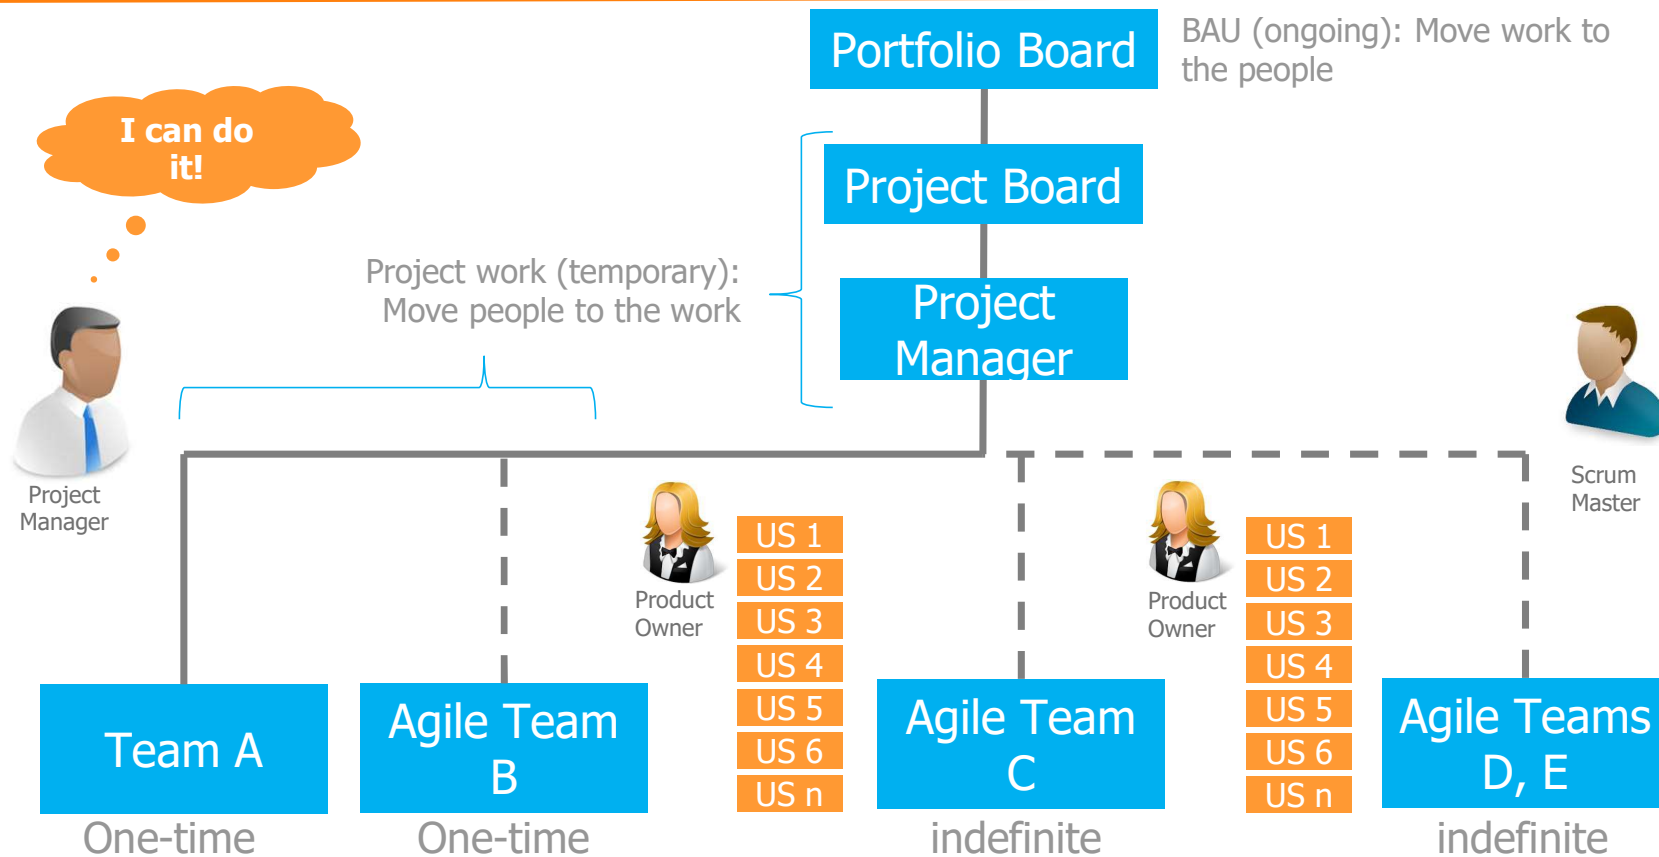 Portfolio Board
BAU (ongoing): Move work to
the people
I can do
it!
Project Board
Project work (temporary):
Move people to the work
Project
Manager
Project
Manager
Scrum
Master
Product
Owner
US 1
US 2
US 3
US 4
US 5
US 6
US n
Product
Owner
US 1
US 2
US 3
US 4
US 5
US 6
US n
Team A
Agile Team
B
Agile Team
C
Agile Teams
D, E
One-time
One-time
indefinite
indefinite